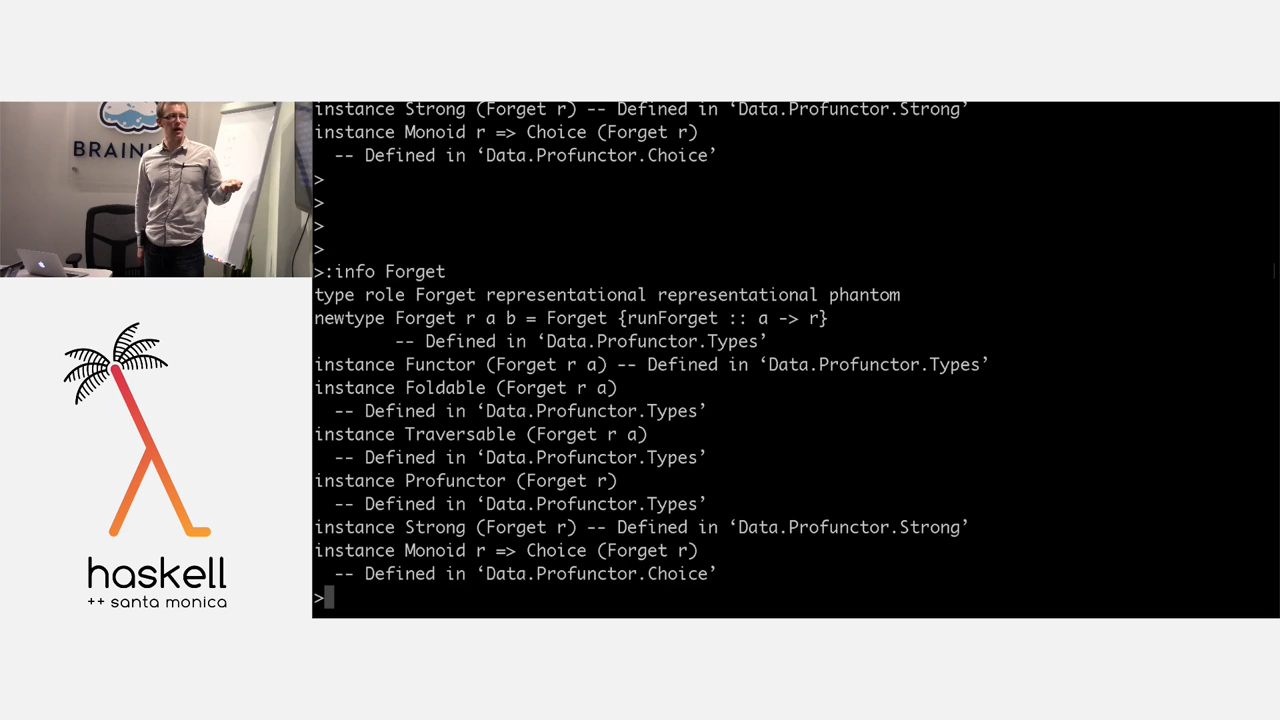 BRAIN
instance Strong (Forget r) -- Defined in ‘Data.Profunctor.Strong’
instance Monoid r => Choice (Forget r)
  -- Defined in ‘Data.Profunctor.Choice’
>
>
>
>
>:info Forget
type role Forget representational representational phantom
newtype Forget r a b = Forget {runForget :: a -> r}
        -- Defined in ‘Data.Profunctor.Types’
instance Functor (Forget r a) -- Defined in ‘Data.Profunctor.Types’
instance Foldable (Forget r a)
  -- Defined in ‘Data.Profunctor.Types’
instance Traversable (Forget r a)
  -- Defined in ‘Data.Profunctor.Types’
instance Profunctor (Forget r)
  -- Defined in ‘Data.Profunctor.Types’
instance Strong (Forget r) -- Defined in ‘Data.Profunctor.Strong’
instance Monoid r => Choice (Forget r)
  -- Defined in ‘Data.Profunctor.Choice’
>
haskell
++ santa monica